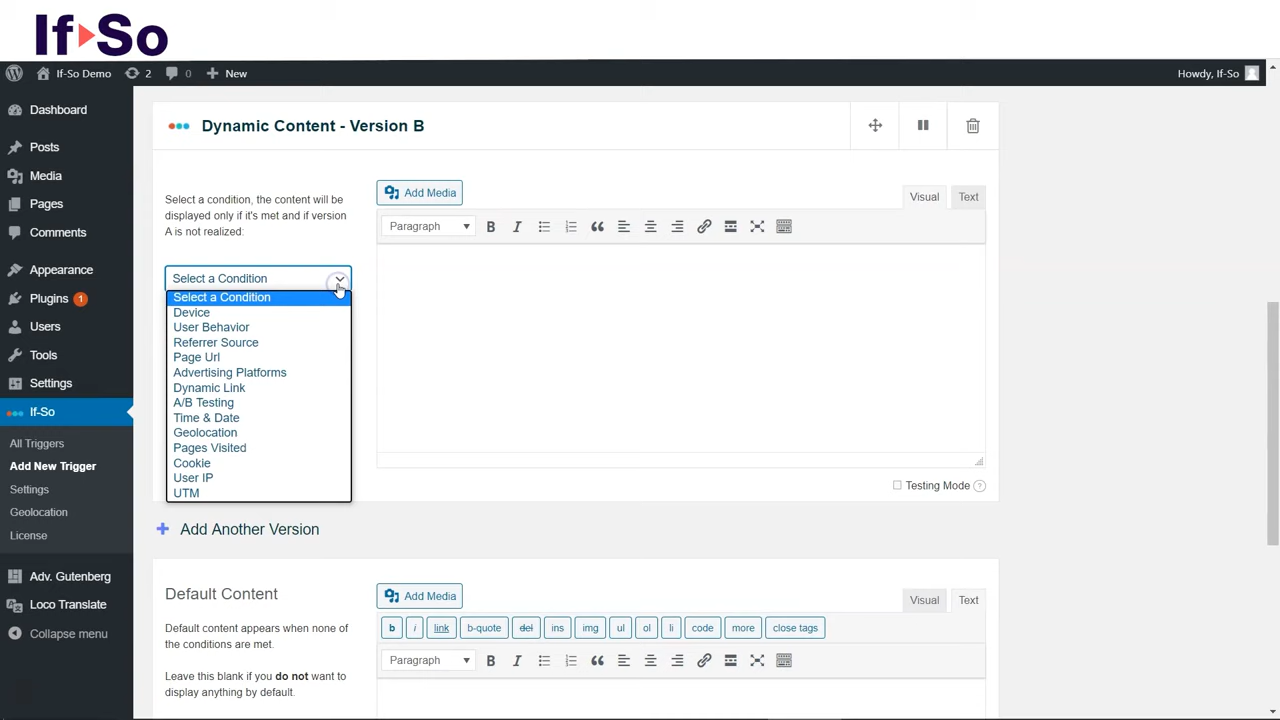 If So
If-So Demo
2
0
New
Howdy, If-So
Dashboard
Posts
Media
Pages
Comments
Appearance
Plugins 1
Users
Tools
Settings
If-So
All Triggers
Add New Trigger
Settings
Geolocation
License
Adv. Gutenberg
Loco Translate
Collapse menu
Dynamic Content - Version B
Select a condition, the content will be
displayed only if it's met and if version
A is not realized:
Select a Condition
Select a Condition
Device
User Behavior
Referrer Source
Page Url
Advertising Platforms
Dynamic Link
A/B Testing
Time & Date
Geolocation
Pages Visited
Cookie
User IP
UTM
Add Media
Visual
Text
Paragraph
B
I
Testing Mode ?
Add Another Version
Default Content
Default content appears when none of
the conditions are met.
Leave this blank if you do not want to
display anything by default.
Add Media
Visual
Text
b
i
link
b-quote
del
ins
img
ul
ol
li
code
more
close tags
Paragraph
B
I